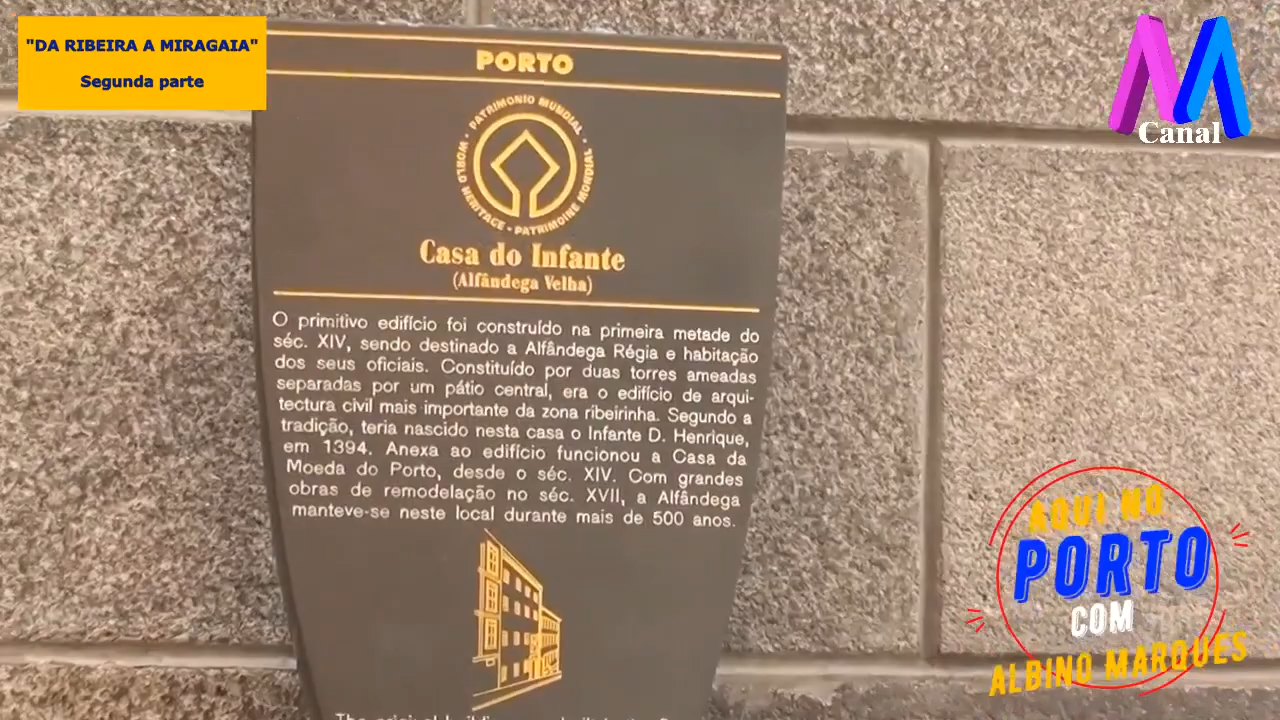 "DA RIBEIRA A MIRAGAIA"
Segunda parte
M
Canal
PORTO
PATRIMONIO MUNDIAL • WORLD HERITAGE • PATRIMOINE MONDIAL •
Casa do Infante
(Alfândega Velha)
O primitivo edifício foi construído na primeira metade do
séc. XIV, sendo destinado a Alfândega Régia e habitação
dos seus oficiais. Constituído por duas torres ameadas
separadas por um pátio central, era o edifício de arqui-
tectura civil mais importante da zona ribeirinha. Segundo a
tradição, teria nascido nesta casa o Infante D. Henrique,
em 1394. Anexa ao edifício funcionou a Casa da
Moeda do Porto, desde o séc. XIV. Com grandes
obras de remodelação no séc. XVII, a Alfândega
manteve-se neste local durante mais de 500 anos.
AQUI NO
PORTO
COM
ALBINO MARQUES
The original